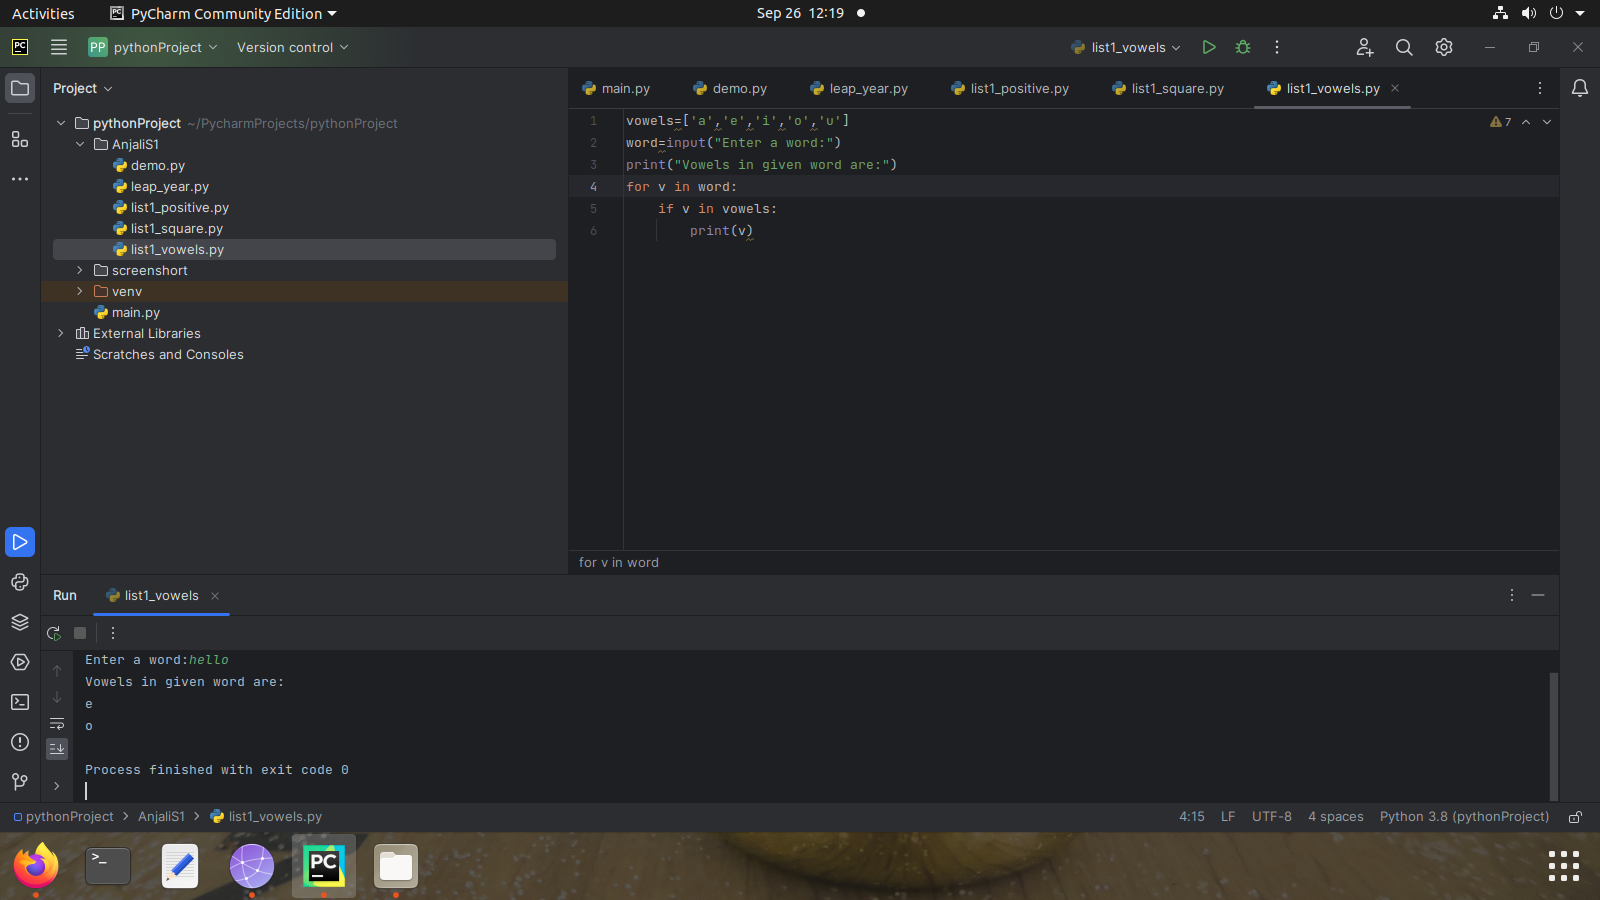 Activities PyCharm Community Edition Sep 26 12:19
PC PP pythonProject Version control list1_vowels
Project main.py demo.py leap_year.py list1_positive.py list1_square.py list1_vowels.py
pythonProject ~/PycharmProjects/pythonProject
AnjaliS1
demo.py
leap_year.py
list1_positive.py
list1_square.py
list1_vowels.py
screenshort
venv
main.py
External Libraries
Scratches and Consoles
1 vowels=['a','e','i','o','u'] 7
2 word=input("Enter a word:")
3 print("Vowels in given word are:")
4 for v in word:
5 if v in vowels:
6 print(v)
for v in word
Run list1_vowels
Enter a word:hello
Vowels in given word are:
e
o
Process finished with exit code 0
pythonProject > AnjaliS1 > list1_vowels.py 4:15 LF UTF-8 4 spaces Python 3.8 (pythonProject)
>_ PC